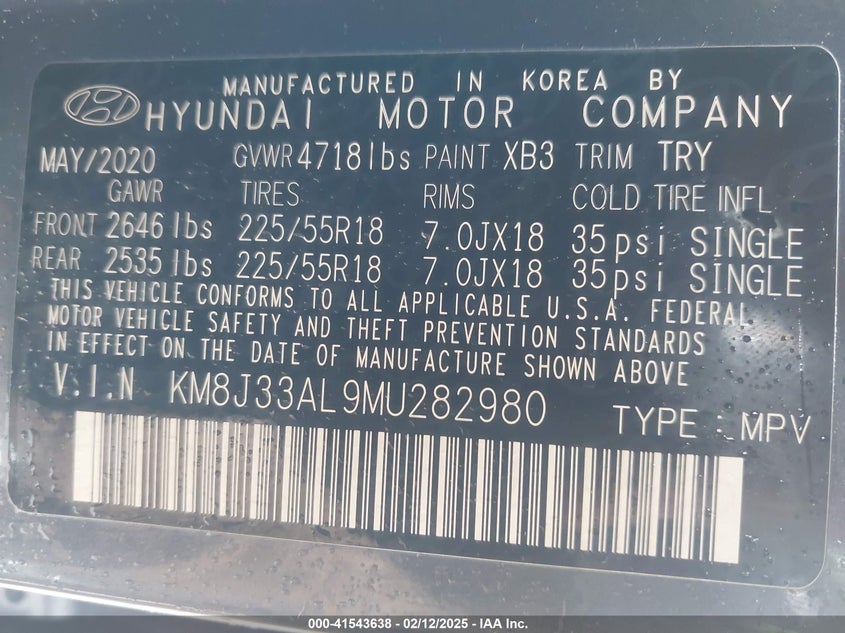 MANUFACTURED IN KOREA BY
HYUNDAI MOTOR COMPANY
MAY/2020 GVWR 4718lbs PAINT XB3 TRIM TRY
GAWR TIRES RIMS COLD TIRE INFL
FRONT 2646lbs 225/55R18 7.0JX18 35psi SINGLE
REAR 2535lbs 225/55R18 7.0JX18 35psi SINGLE
THIS VEHICLE CONFORMS TO ALL APPLICABLE U.S.A. FEDERAL
MOTOR VEHICLE SAFETY AND THEFT PREVENTION STANDARDS
IN EFFECT ON THE DATE OF MANUFACTURE SHOWN ABOVE
V.I.N KM8J33AL9MU282980 TYPE : MPV
000-41543638 - 02/12/2025 - IAA Inc.